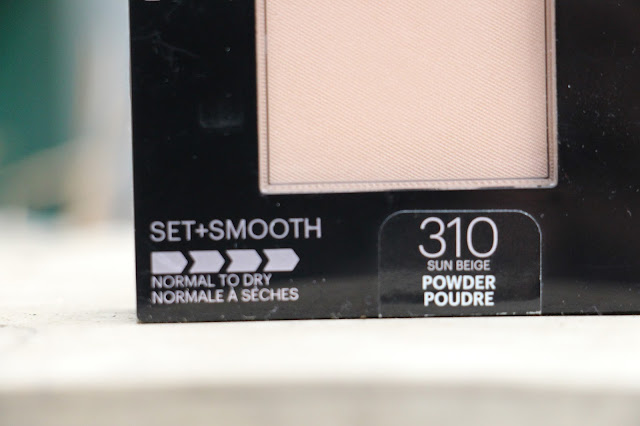 SET+SMOOTH
NORMAL TO DRY
NORMALE À SÈCHES
310
SUN BEIGE
POWDER
POUDRE